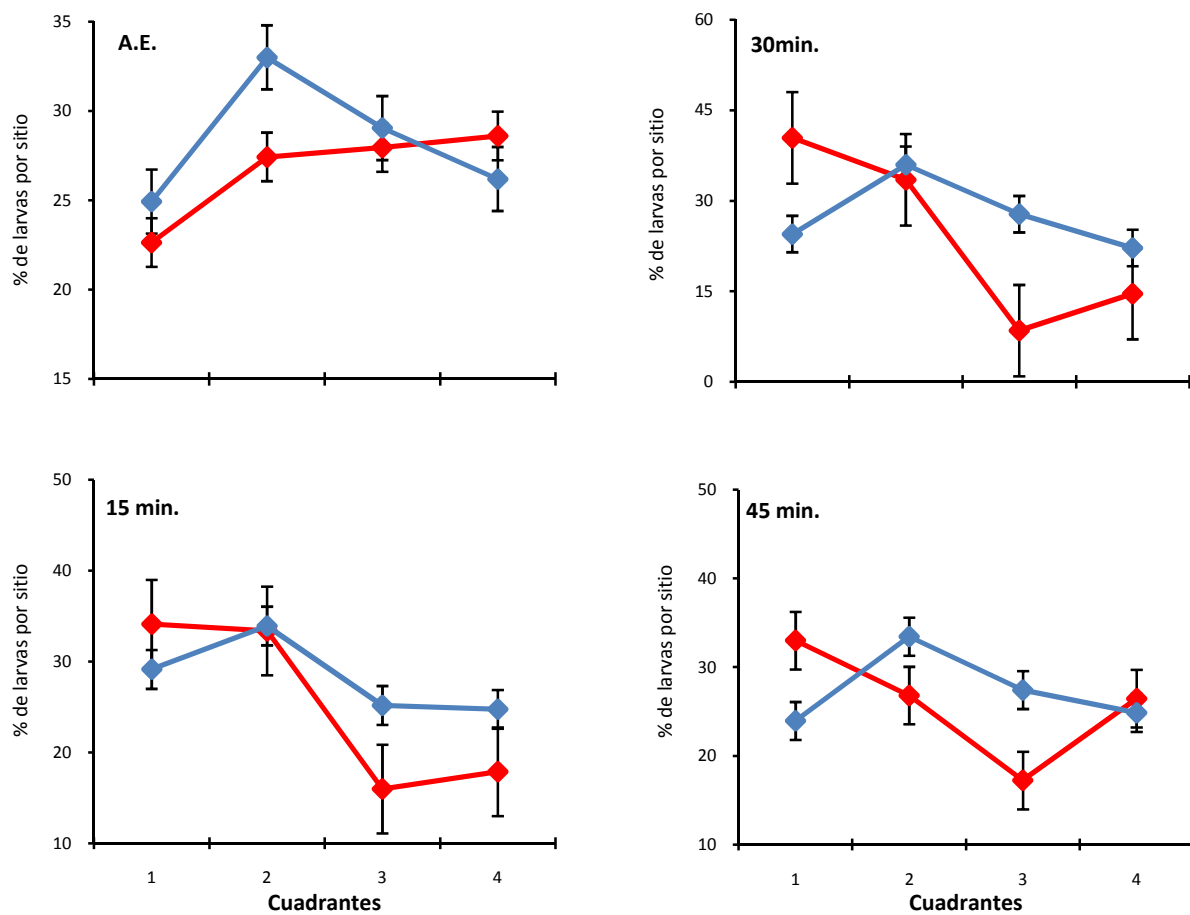 A.E.
% de larvas por sitio
35
30
25
20
15
30min.
% de larvas por sitio
60
45
30
15
0
15 min.
% de larvas por sitio
50
40
30
20
10
1 2 3 4
Cuadrantes
45 min.
% de larvas por sitio
50
40
30
20
10
1 2 3 4
Cuadrantes